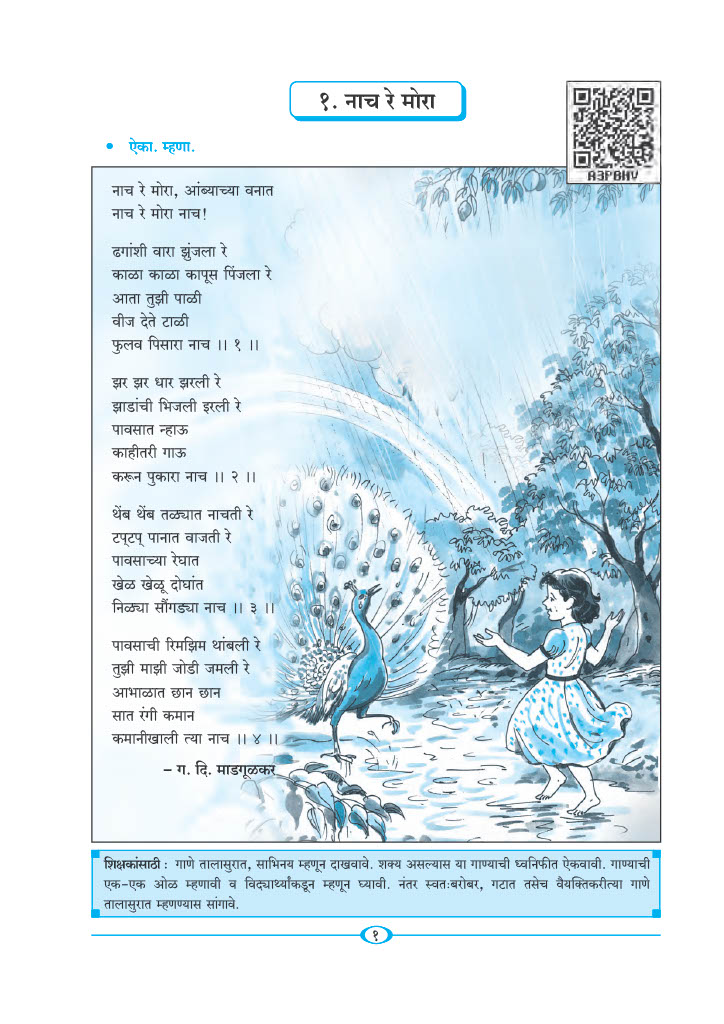 १. नाच रे मोरा
A3PBHV
• ऐका. म्हणा.
नाच रे मोरा, आंब्याच्या वनात
नाच रे मोरा नाच!
ढगांशी वारा झुंजला रे
काळा काळा कापूस पिंजला रे
आता तुझी पाळी
वीज देते टाळी
फुलव पिसारा नाच ।। १ ।।
झर झर धार झरली रे
झाडांची भिजली इरली रे
पावसात न्हाऊ
काहीतरी गाऊ
करून पुकारा नाच ।। २ ।।
थेंब थेंब तळ्यात नाचती रे
टप्‌टप्‌ पानात वाजती रे
पावसाच्या रेघात
खेळ खेळू दोघांत
निळ्या सौंगड्या नाच ।। ३ ।।
पावसाची रिमझिम थांबली रे
तुझी माझी जोडी जमली रे
आभाळात छान छान
सात रंगी कमान
कमानीखाली त्या नाच ।। ४ ।।
– ग. दि. माडगूळकर
शिक्षकांसाठी : गाणे तालासुरात, साभिनय म्हणून दाखवावे. शक्य असल्यास या गाण्याची ध्वनिफीत ऐकवावी. गाण्याची
एक-एक ओळ म्हणावी व विद्यार्थ्यांकडून म्हणून घ्यावी. नंतर स्वतःबरोबर, गटात तसेच वैयक्तिकरीत्या गाणे
तालासुरात म्हणण्यास सांगावे.
१